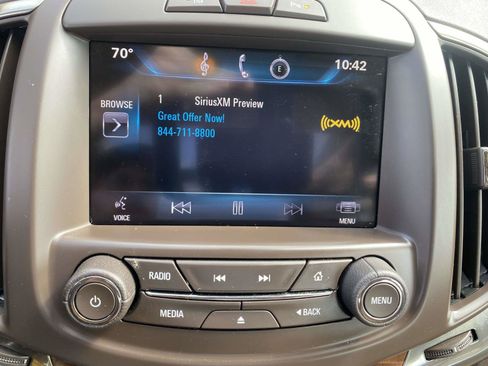 70° E 10:42
BROWSE 1 SiriusXM Preview
Great Offer Now!
844-711-8800
((XM))
VOICE MENU
RADIO MENU
MEDIA BACK